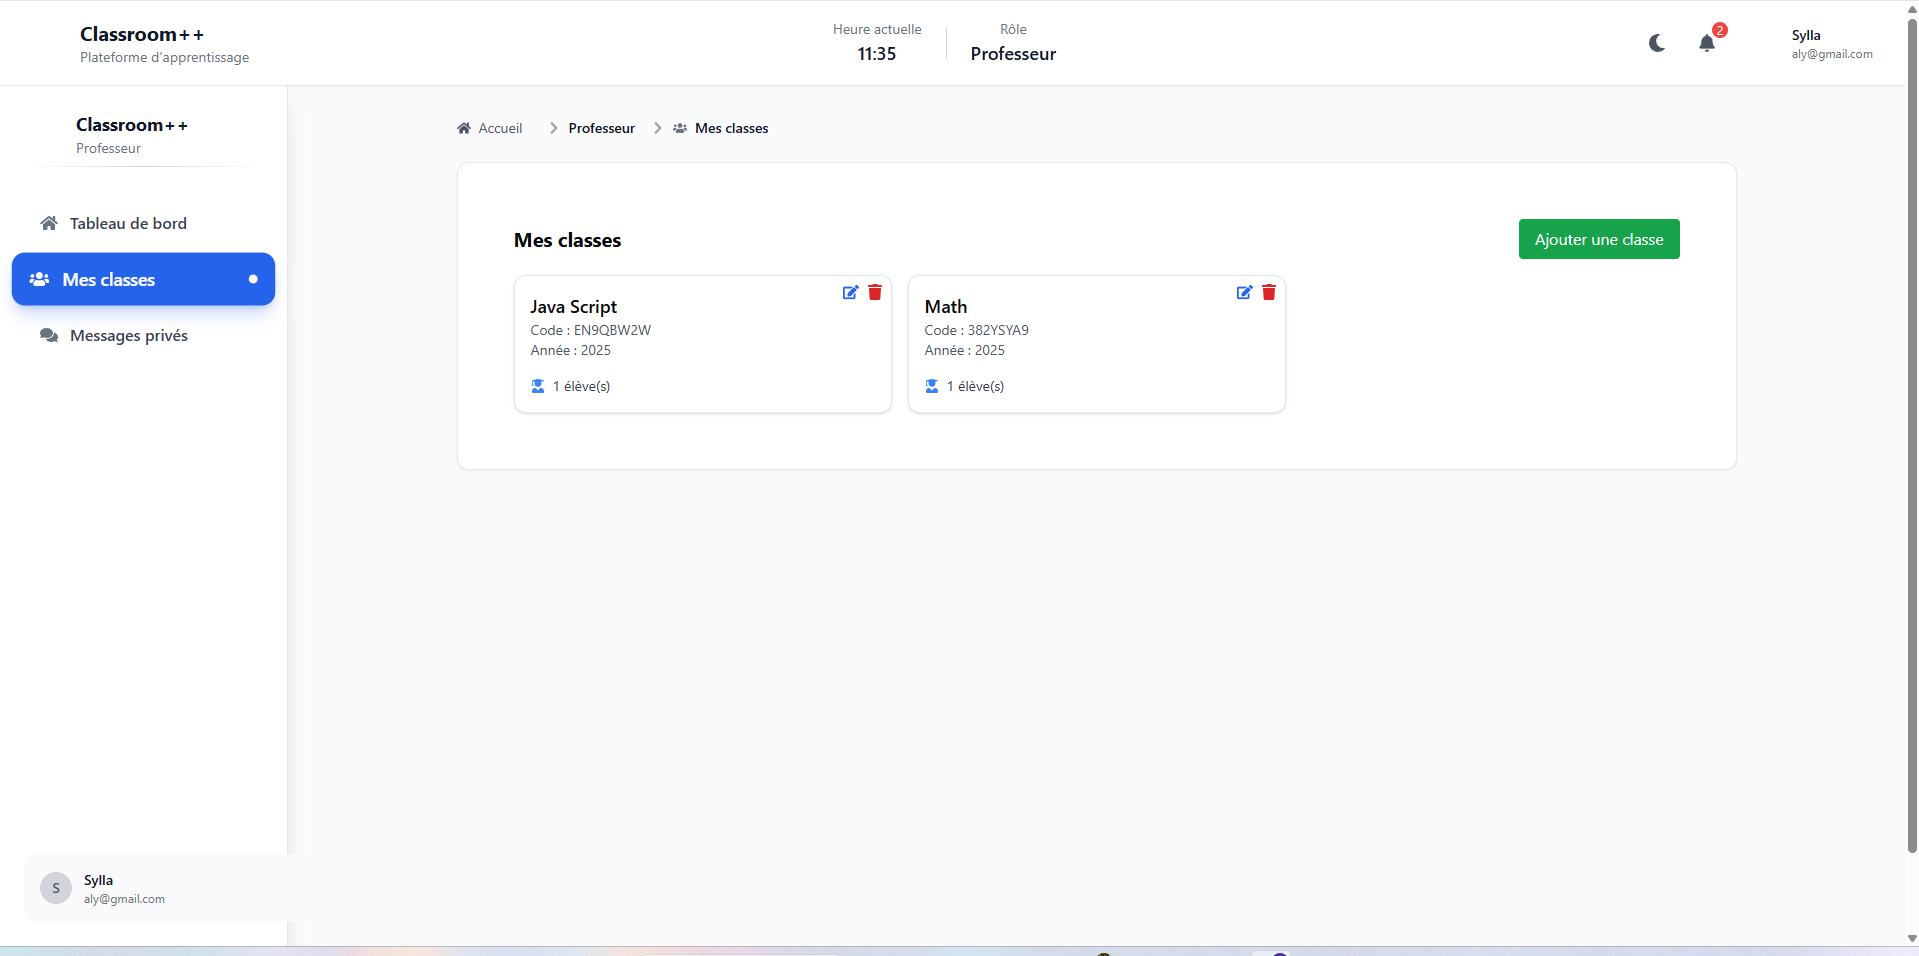 Classroom++
Plateforme d'apprentissage
Heure actuelle
11:35
Rôle
Professeur
2
Sylla
aly@gmail.com
Classroom++
Professeur
Tableau de bord
Mes classes
Messages privés
Accueil Professeur Mes classes
Mes classes
Ajouter une classe
Java Script
Code : EN9QBW2W
Année : 2025
1 élève(s)
Math
Code : 382YSYA9
Année : 2025
1 élève(s)
S
Sylla
aly@gmail.com